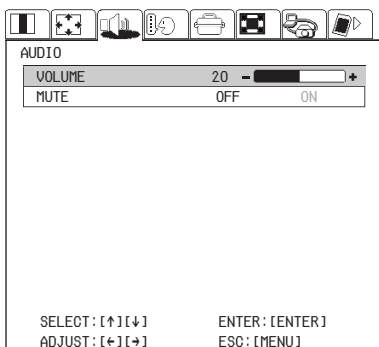 AUDIO
VOLUME 20 - +
MUTE OFF ON
SELECT:[↑][↓] ENTER:[ENTER]
ADJUST:[←][→] ESC:[MENU]